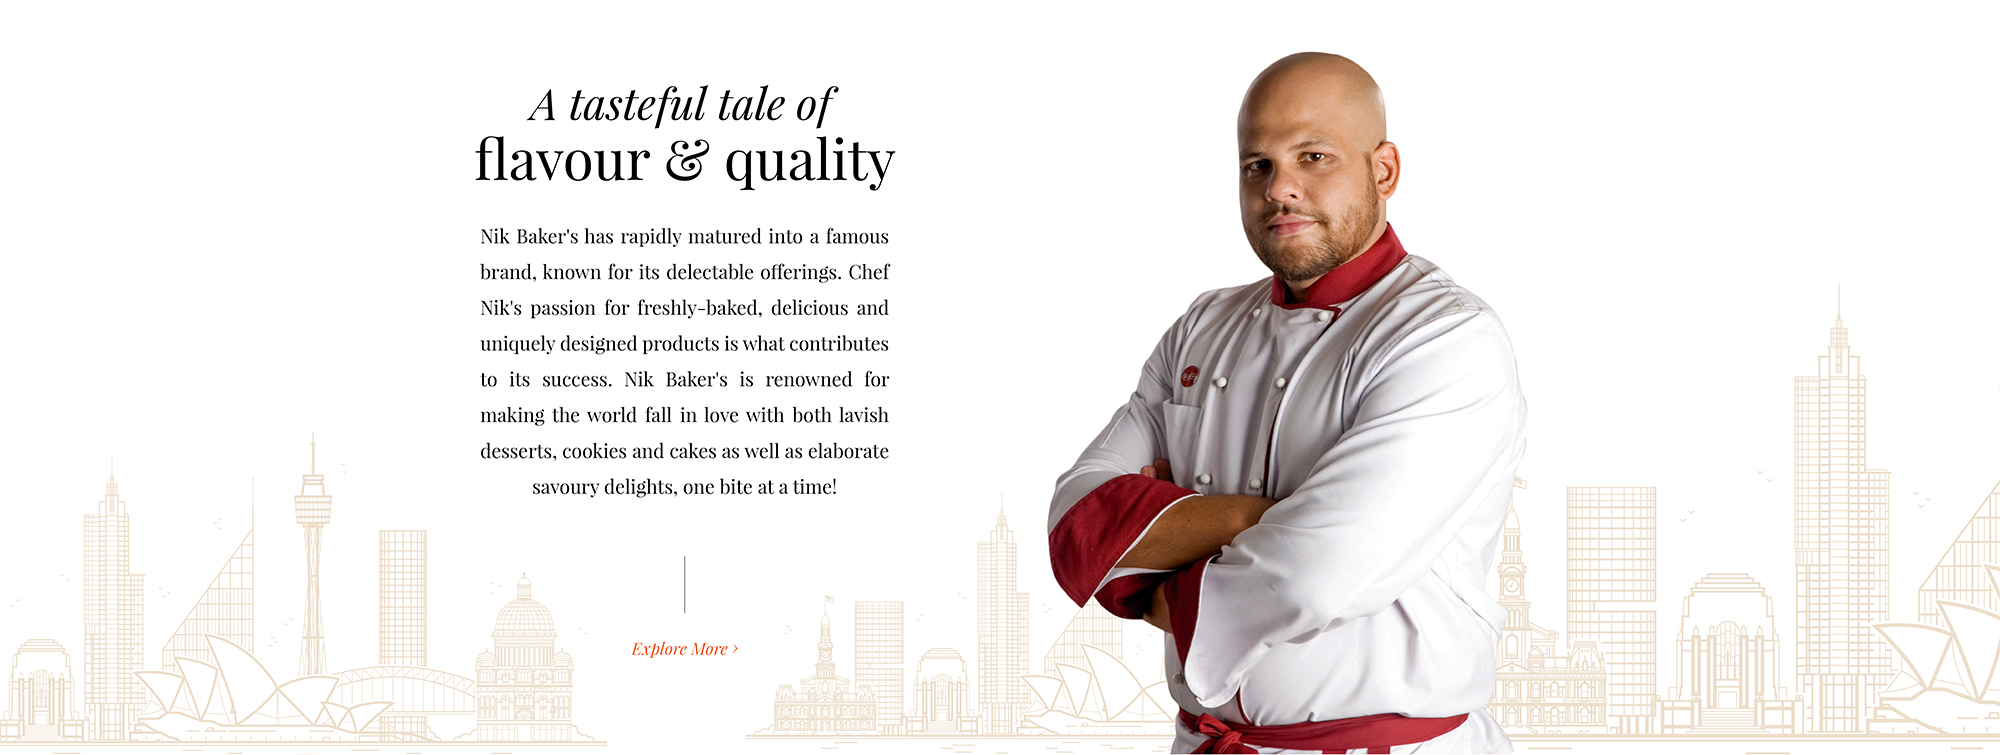 A tasteful tale of
flavour & quality
Nik Baker's has rapidly matured into a famous
brand, known for its delectable offerings. Chef
Nik's passion for freshly-baked, delicious and
uniquely designed products is what contributes
to its success. Nik Baker's is renowned for
making the world fall in love with both lavish
desserts, cookies and cakes as well as elaborate
savoury delights, one bite at a time!
Explore More ›